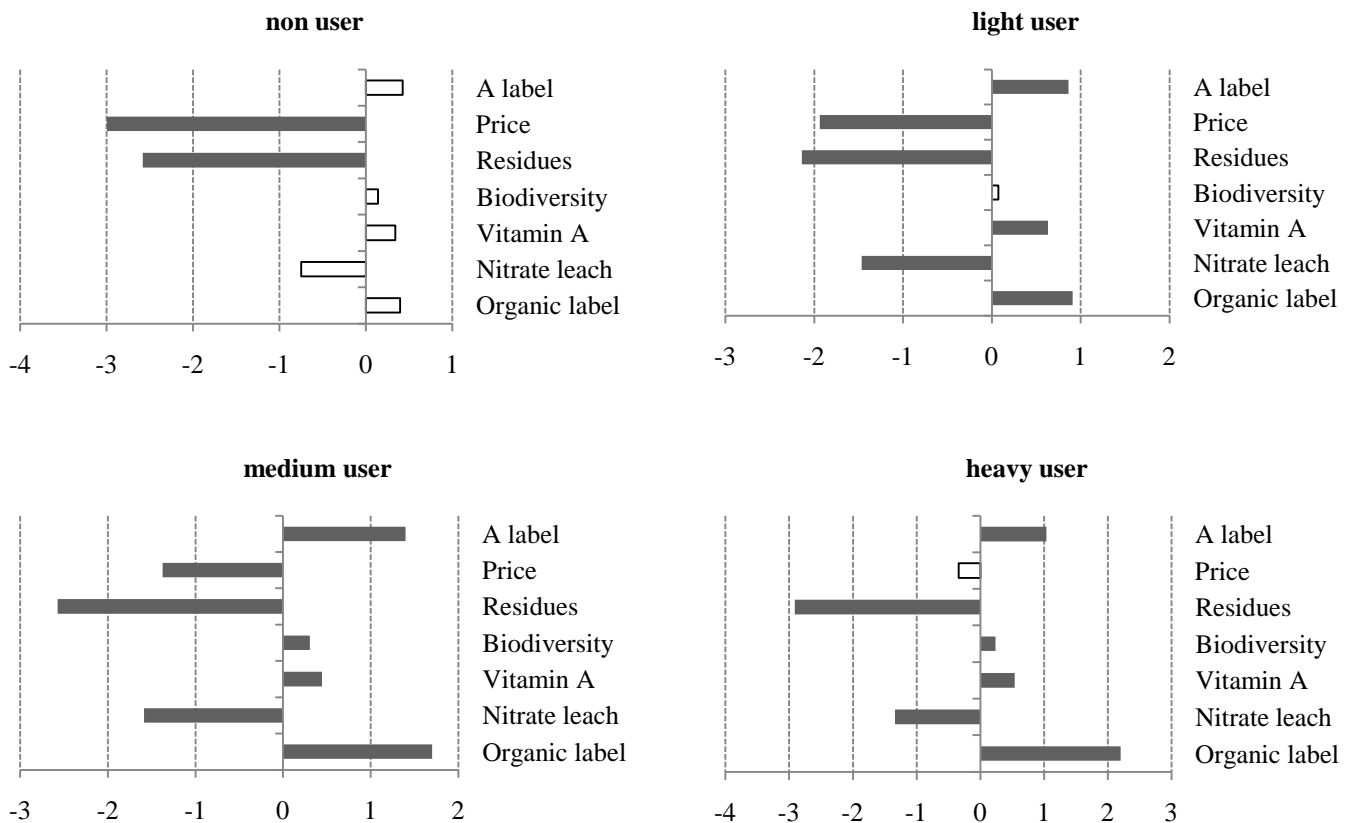 non user
A label
Price
Residues
Biodiversity
Vitamin A
Nitrate leach
Organic label
-4 -3 -2 -1 0 1
light user
A label
Price
Residues
Biodiversity
Vitamin A
Nitrate leach
Organic label
-3 -2 -1 0 1 2
medium user
A label
Price
Residues
Biodiversity
Vitamin A
Nitrate leach
Organic label
-3 -2 -1 0 1 2
heavy user
A label
Price
Residues
Biodiversity
Vitamin A
Nitrate leach
Organic label
-4 -3 -2 -1 0 1 2 3